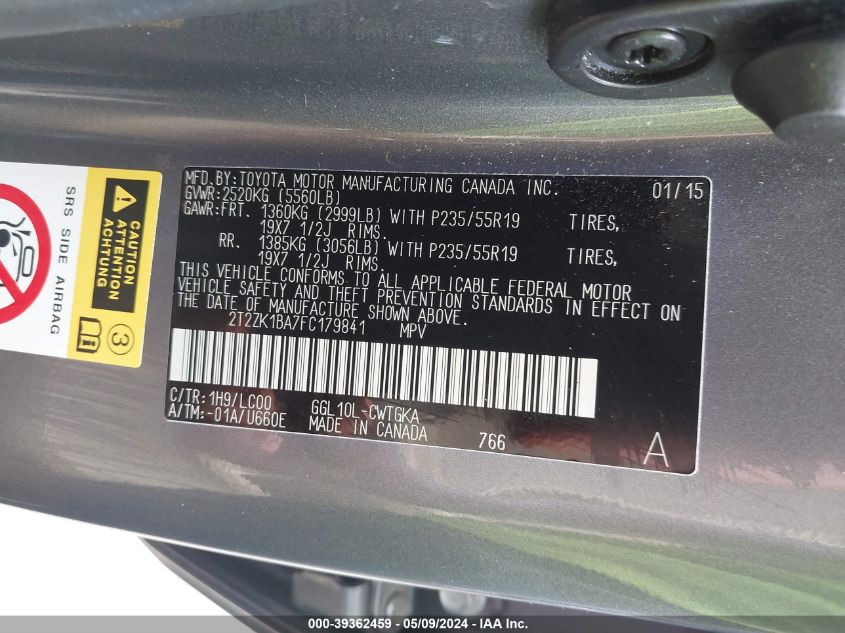 MFD.BY:TOYOTA MOTOR MANUFACTURING CANADA INC. 01/15
GVWR:2520KG (5560LB)
GAWR:FRT. 1360KG (2999LB) WITH P235/55R19 TIRES,
19X7 1/2J RIMS.
RR. 1385KG (3056LB) WITH P235/55R19 TIRES,
19X7 1/2J RIMS.
THIS VEHICLE CONFORMS TO ALL APPLICABLE FEDERAL MOTOR
VEHICLE SAFETY AND THEFT PREVENTION STANDARDS IN EFFECT ON
THE DATE OF MANUFACTURE SHOWN ABOVE.
2T2ZK1BA7FC179841 MPV
C/TR:1H9/LC00 GGL10L-CWTGKA
A/TM:-01A/U660E MADE IN CANADA 766
A
SRS SIDE AIRBAG
CAUTION
ATTENTION
ACHTUNG
3
000-39362459 - 05/09/2024 - IAA Inc.